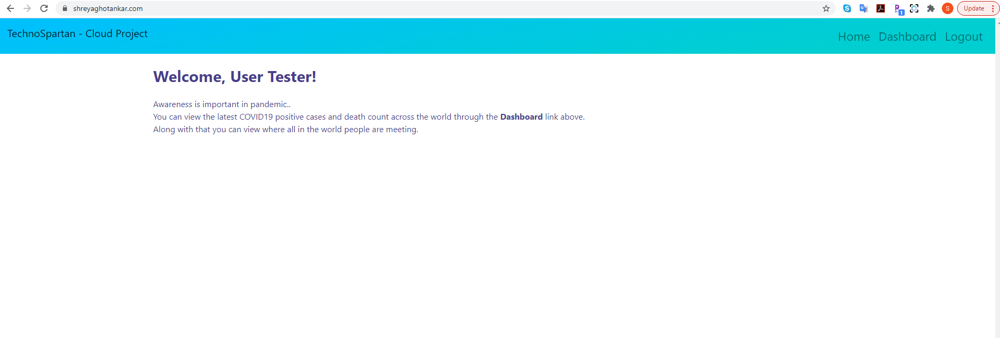 shreyaghotankar.com
R
1
S
Update
TechnoSpartan - Cloud Project
Home Dashboard Logout
Welcome, User Tester!
Awareness is important in pandemic..
You can view the latest COVID19 positive cases and death count across the world through the Dashboard link above.
Along with that you can view where all in the world people are meeting.